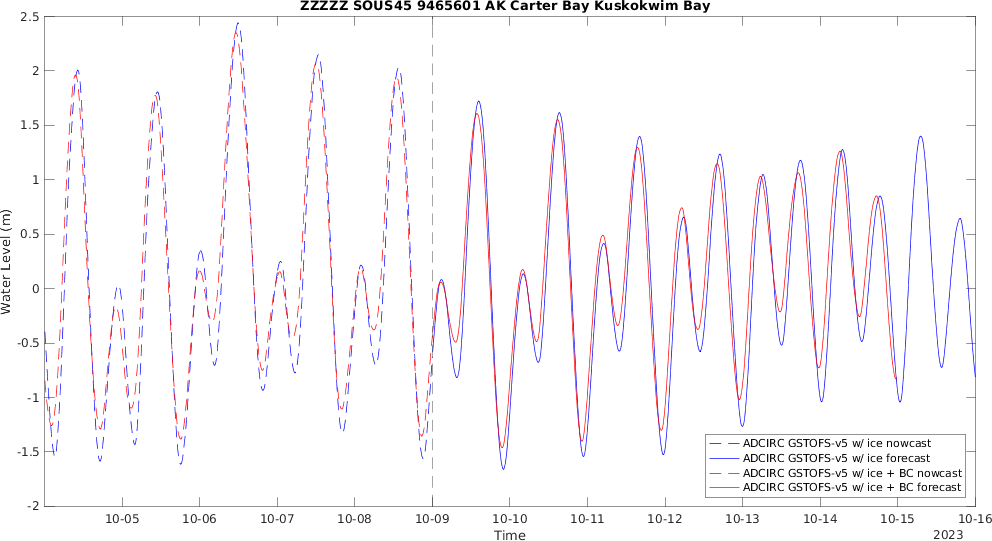 ZZZZZ SOUS45 9465601 AK Carter Bay Kuskokwim Bay
2.5
2
1.5
1
0.5
0
-0.5
-1
-1.5
-2
Water Level (m)
10-05 10-06 10-07 10-08 10-09 10-10 10-11 10-12 10-13 10-14 10-15 10-16
Time
2023
ADCIRC GSTOFS-v5 w/ ice nowcast
ADCIRC GSTOFS-v5 w/ ice forecast
ADCIRC GSTOFS-v5 w/ ice + BC nowcast
ADCIRC GSTOFS-v5 w/ ice + BC forecast